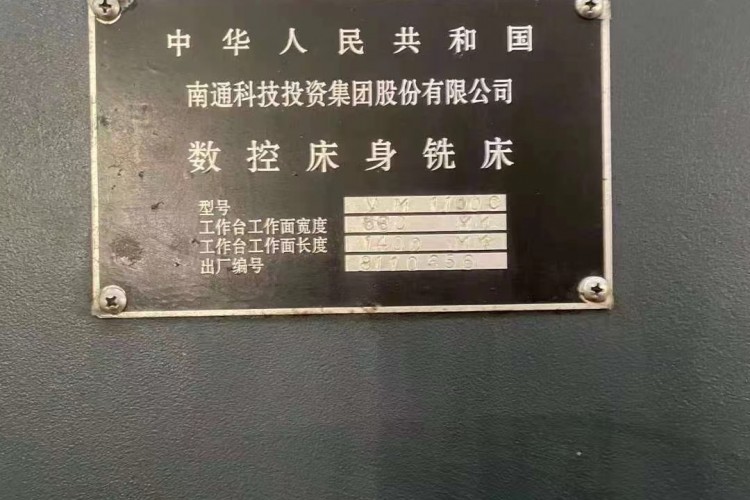 中华人民共和国
南通科技投资集团股份有限公司
数控床身铣床
型号 VM 1100C
工作台工作面宽度
工作台工作面长度
出厂编号